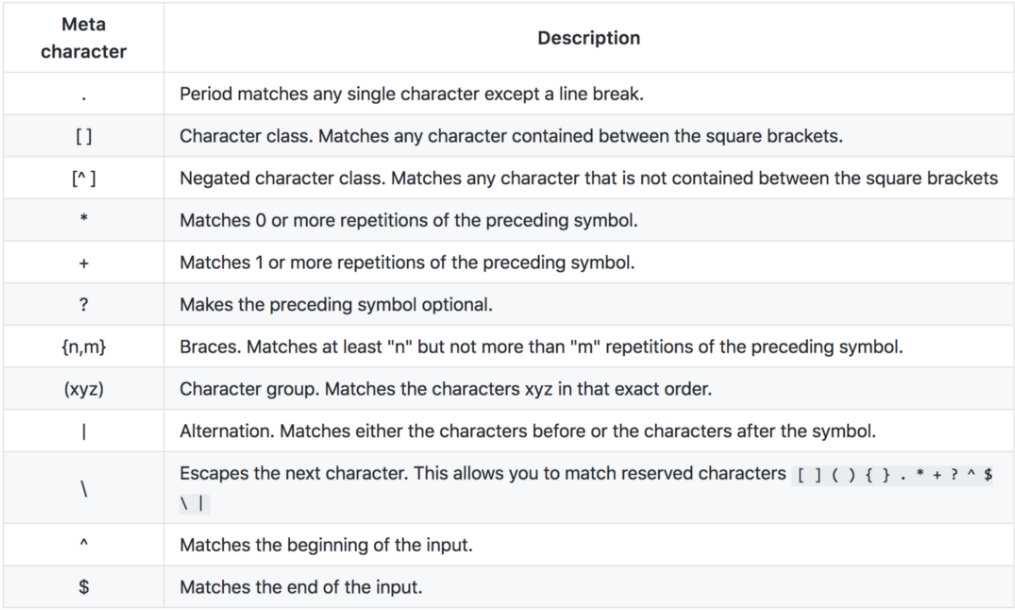 Meta
character
Description
. Period matches any single character except a line break.
[ ] Character class. Matches any character contained between the square brackets.
[^ ] Negated character class. Matches any character that is not contained between the square brackets
* Matches 0 or more repetitions of the preceding symbol.
+ Matches 1 or more repetitions of the preceding symbol.
? Makes the preceding symbol optional.
{n,m} Braces. Matches at least "n" but not more than "m" repetitions of the preceding symbol.
(xyz) Character group. Matches the characters xyz in that exact order.
| Alternation. Matches either the characters before or the characters after the symbol.
\ Escapes the next character. This allows you to match reserved characters [ ] ( ) { } . * + ? ^ $
\ |
^ Matches the beginning of the input.
$ Matches the end of the input.